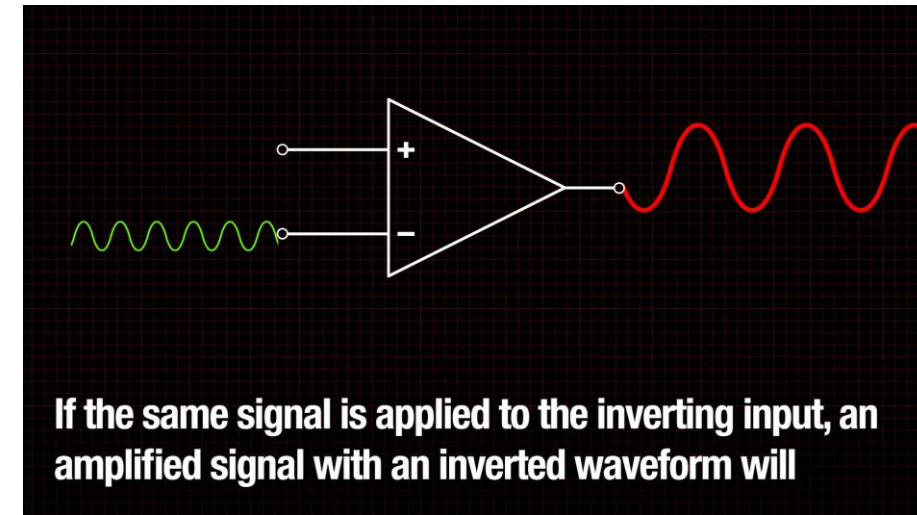 +
−
If the same signal is applied to the inverting input, an
amplified signal with an inverted waveform will